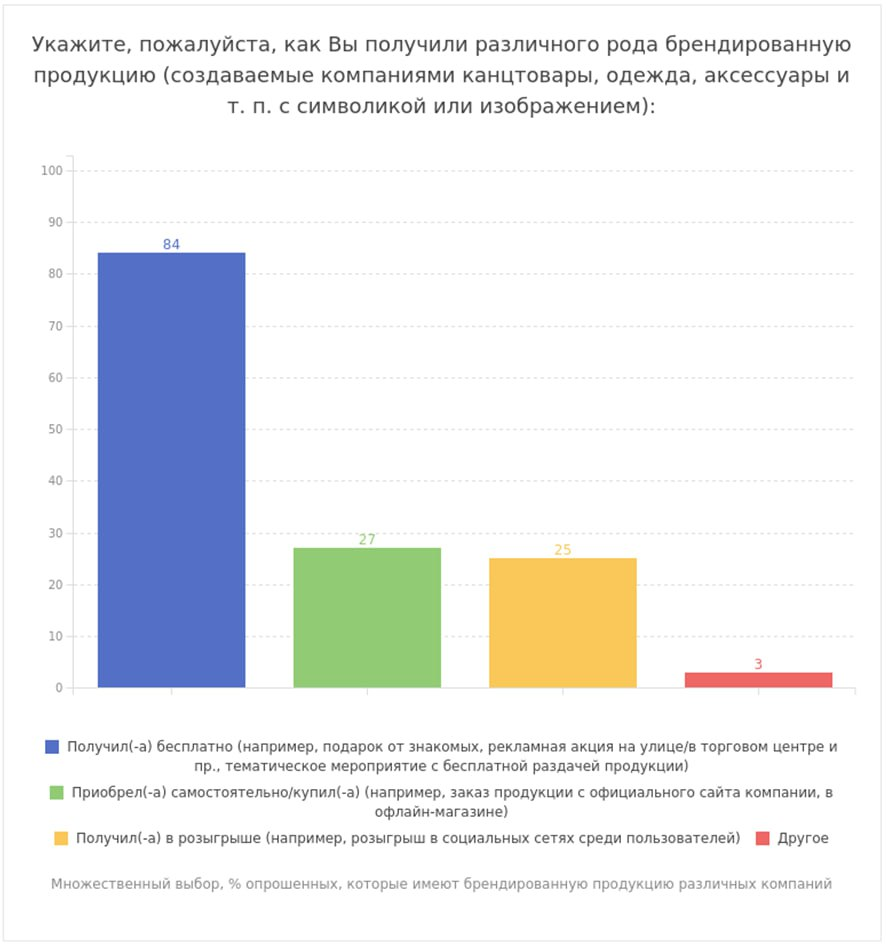 Укажите, пожалуйста, как Вы получили различного рода брендированную
продукцию (создаваемые компаниями канцтовары, одежда, аксессуары и
т. п. с символикой или изображением):
100
90
84
80
70
60
50
40
30
27
25
20
10
3
0
Получил(-а) бесплатно (например, подарок от знакомых, рекламная акция на улице/в торговом центре и
пр., тематическое мероприятие с бесплатной раздачей продукции)
Приобрел(-а) самостоятельно/купил(-а) (например, заказ продукции с официального сайта компании, в
офлайн-магазине)
Получил(-а) в розыгрыше (например, розыгрыш в социальных сетях среди пользователей) Другое
Множественный выбор, % опрошенных, которые имеют брендированную продукцию различных компаний